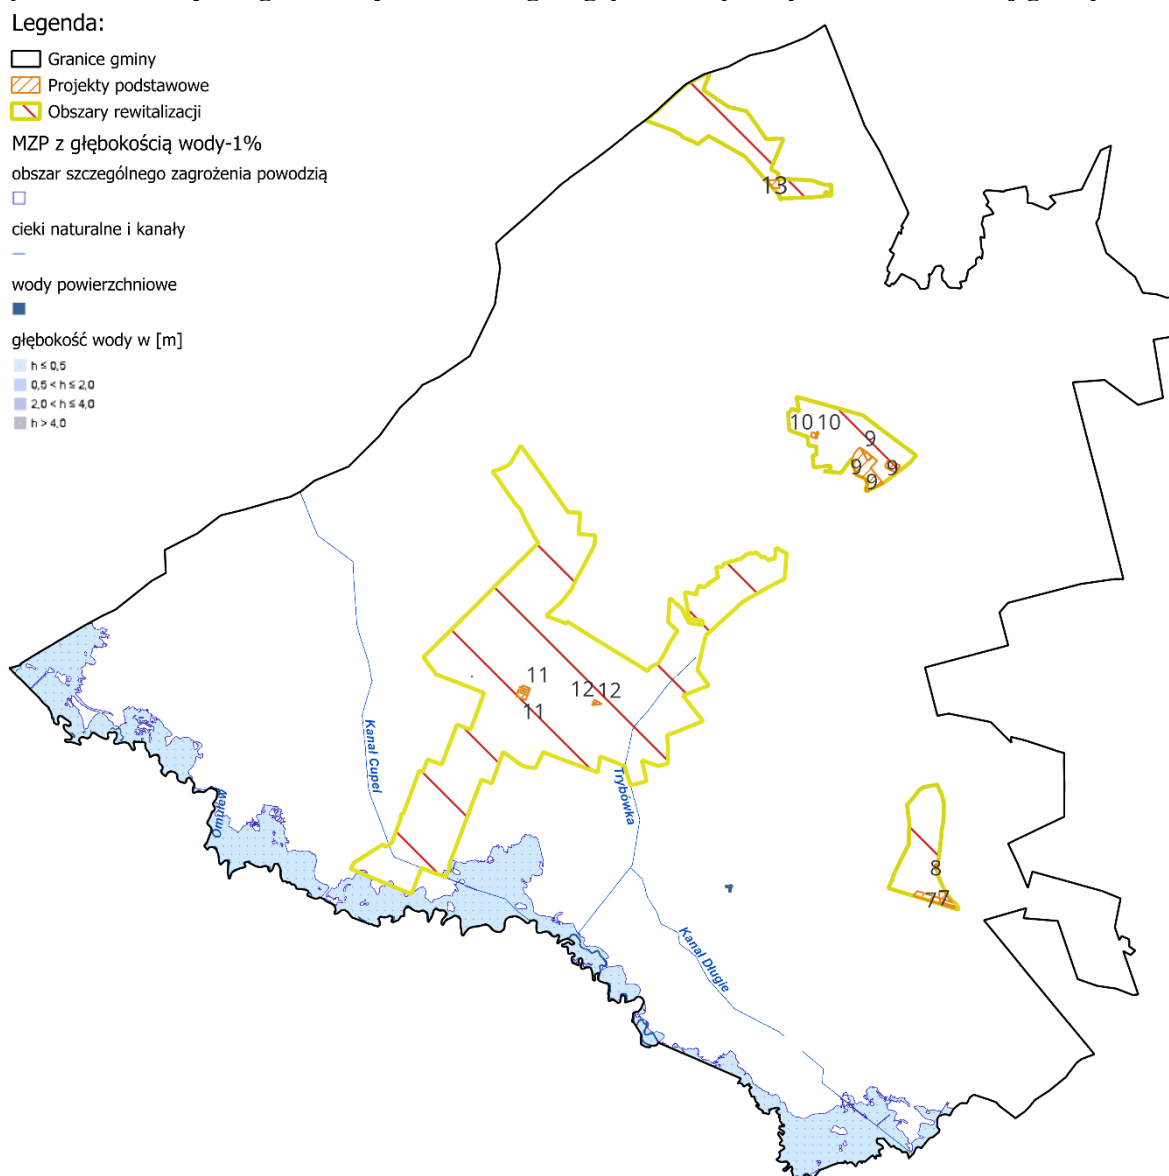 Legenda:
Granice gminy
Projekty podstawowe
Obszary rewitalizacji
MZP z głębokością wody-1%
obszar szczególnego zagrożenia powodzią
cieki naturalne i kanały
wody powierzchniowe
głębokość wody w [m]
h ≤ 0,5
0,5 < h ≤ 2,0
2,0 < h ≤ 4,0
h > 4,0
13
10 10
9
9 9
9
11
12 12
11
Kanał Cupel
Trybówka
Omulew
8
77
Kanał Długie